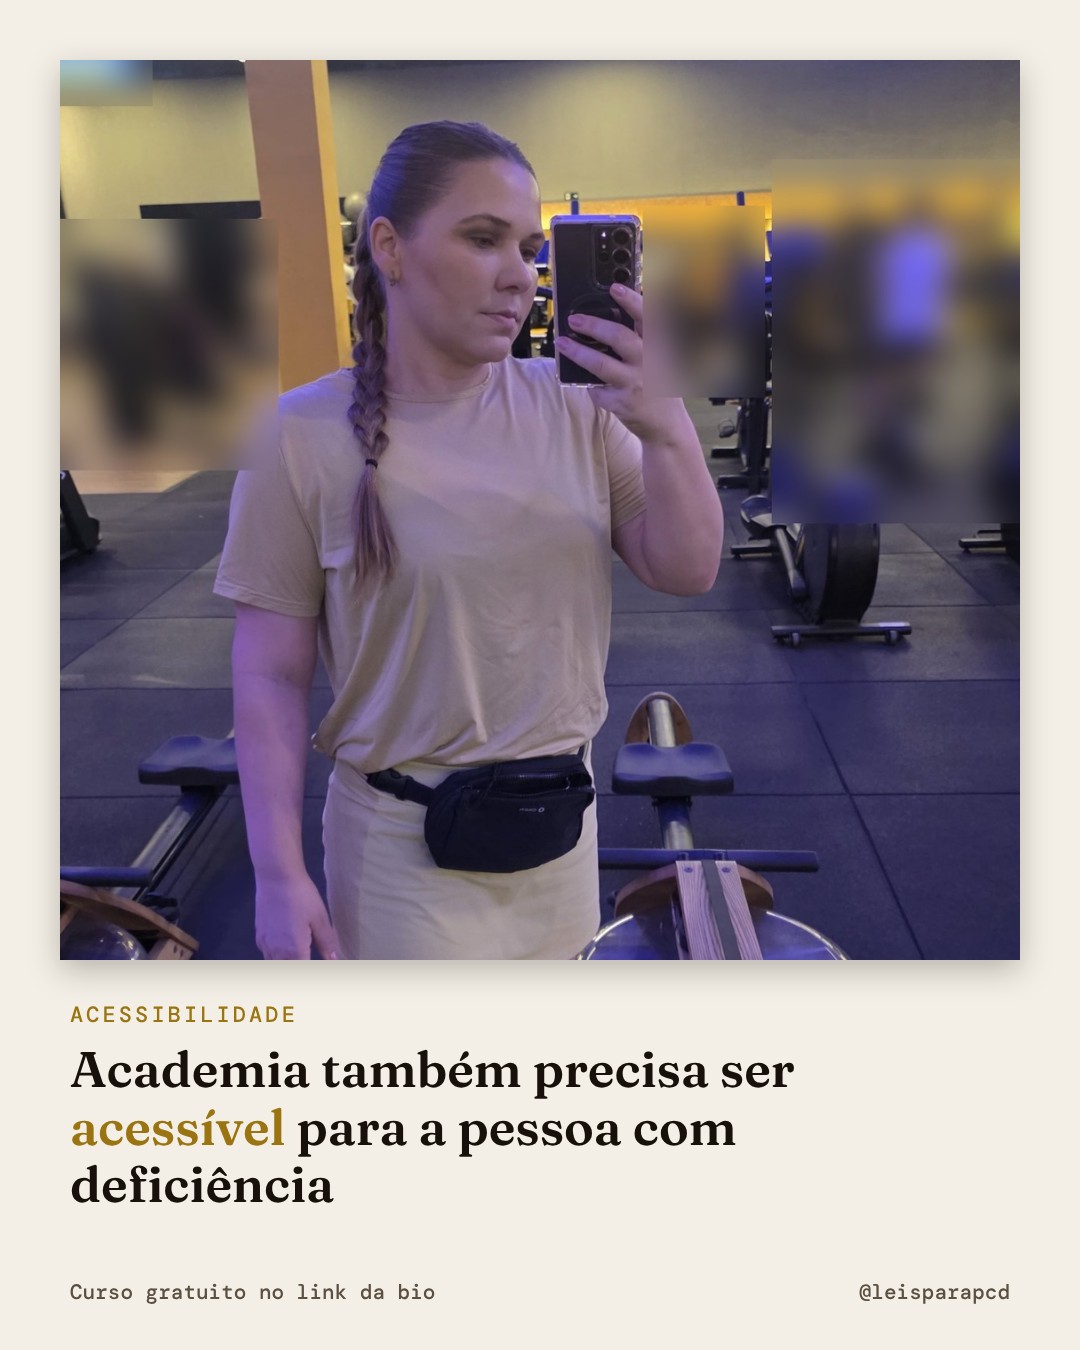 ACESSIBILIDADE
Academia também precisa ser
acessível para a pessoa com
deficiência
Curso gratuito no link da bio
@leisparapcd